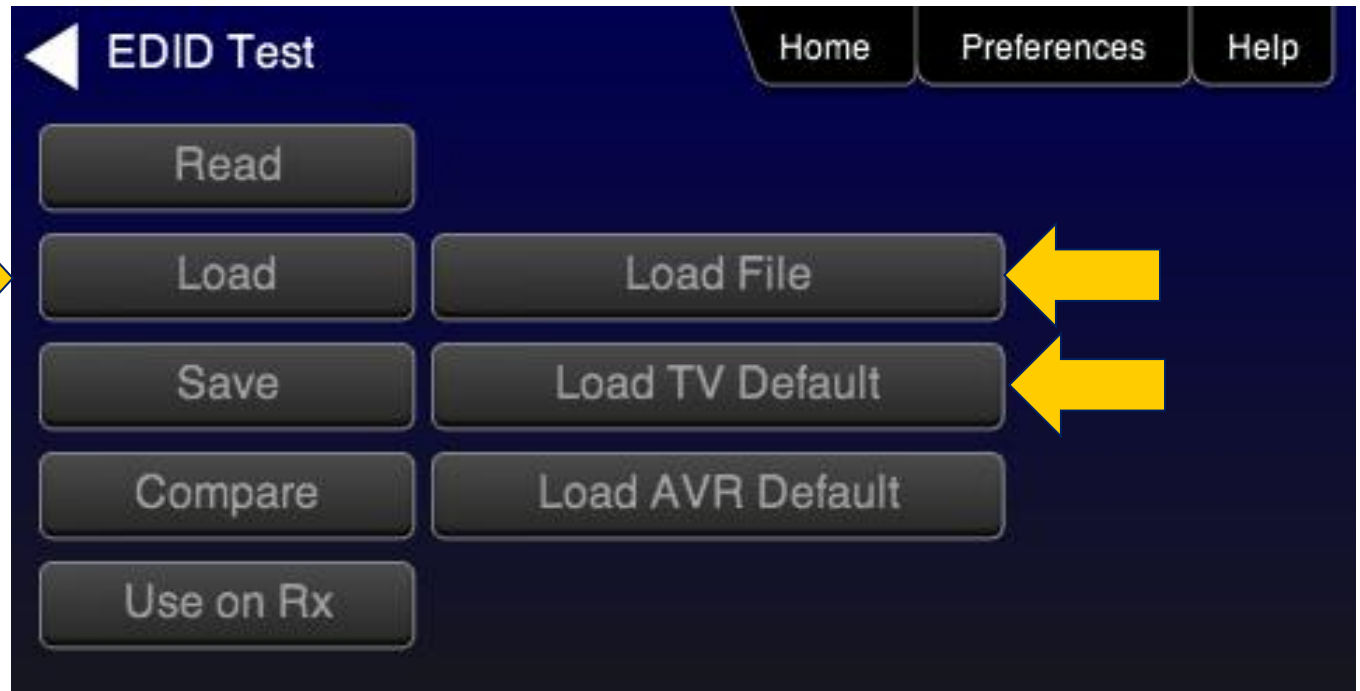 EDID Test
Home
Preferences
Help
Read
Load
Load File
Save
Load TV Default
Compare
Load AVR Default
Use on Rx